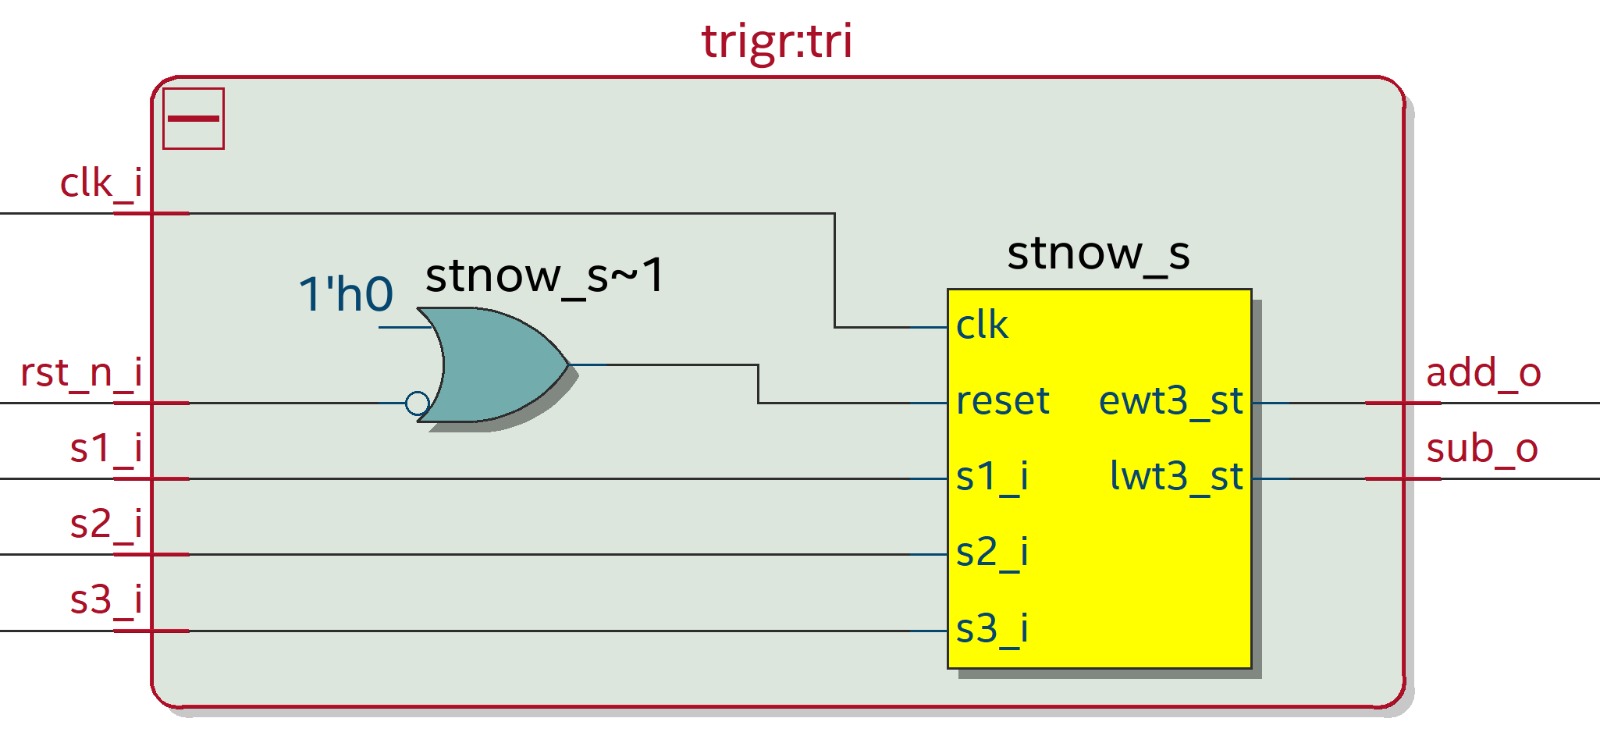 trigr:tri
clk_i
stnow_s~1
1'h0
stnow_s
clk
rst_n_i
reset
ewt3_st
add_o
s1_i
s1_i
lwt3_st
sub_o
s2_i
s2_i
s3_i
s3_i